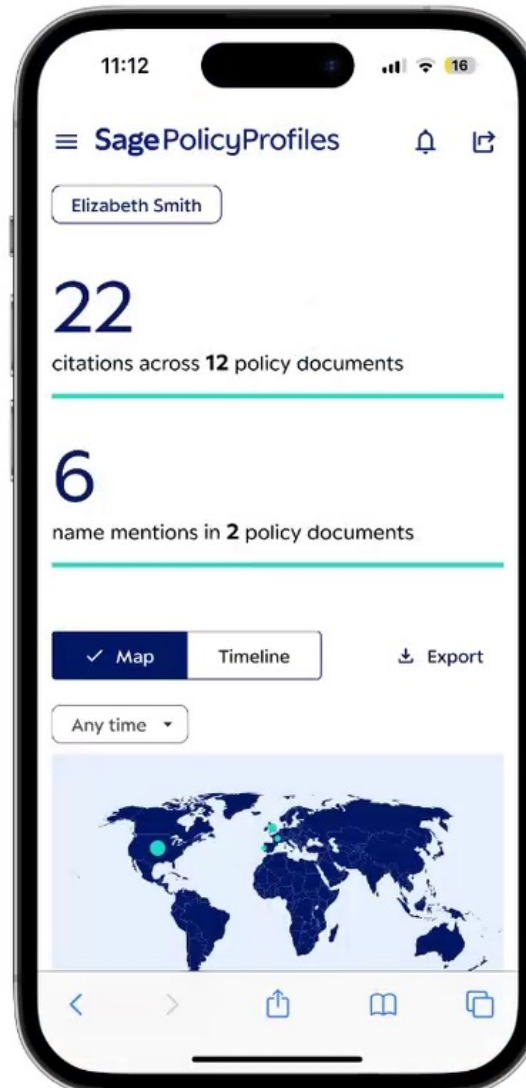 11:12
16
SagePolicyProfiles
Elizabeth Smith
22
citations across 12 policy documents
6
name mentions in 2 policy documents
Map Timeline Export
Any time